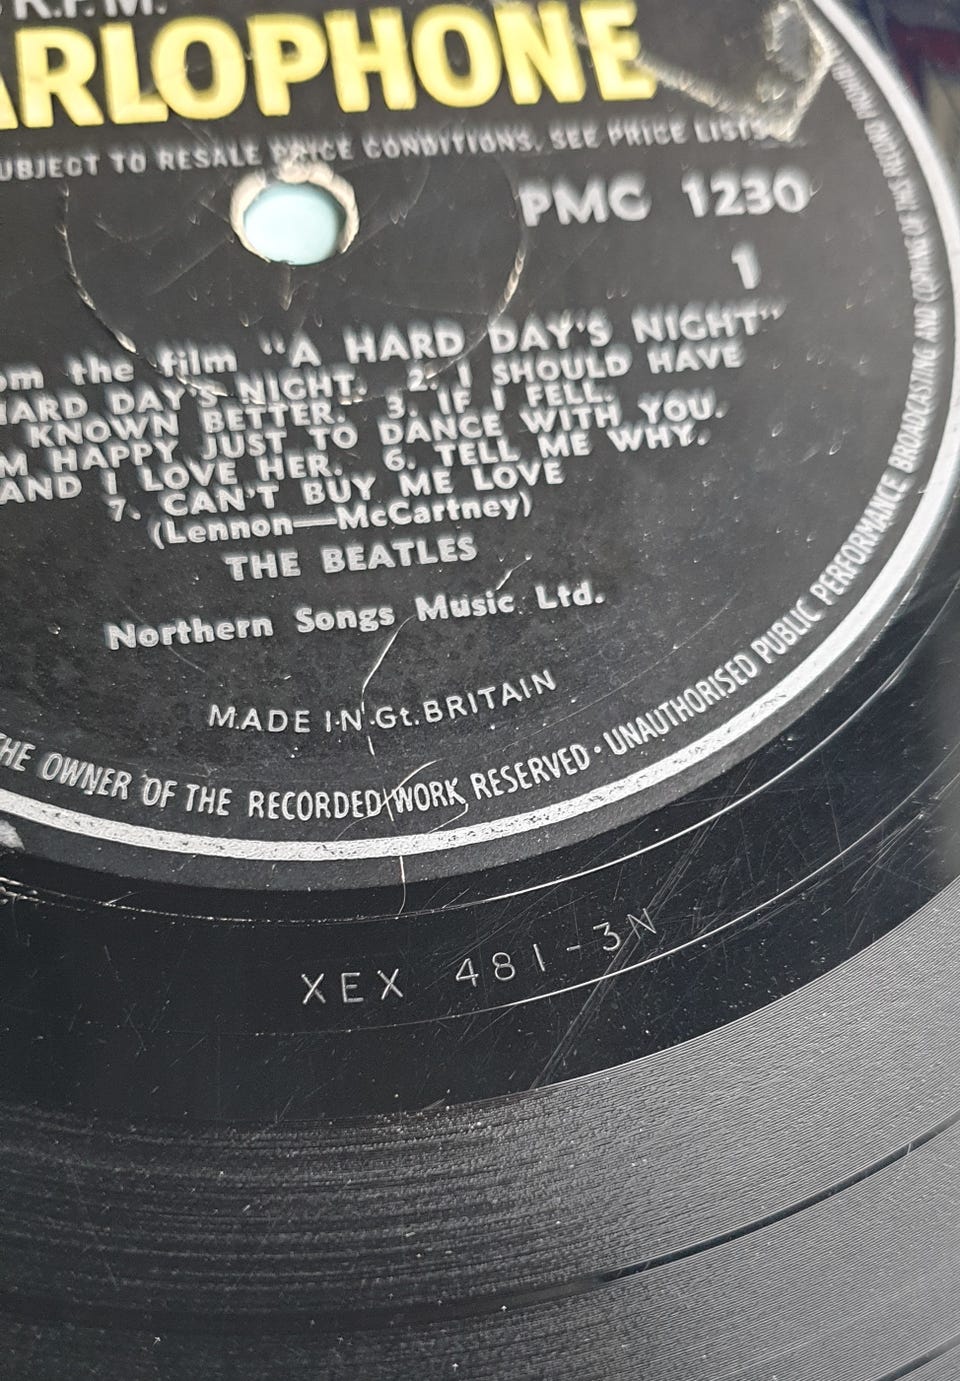 R.P.M.
ARLOPHONE
UBJECT TO RESALE PRICE CONDITIONS, SEE PRICE LISTS
PMC 1230
1
om the film "A HARD DAY'S NIGHT"
HARD DAY'S NIGHT. 2. I SHOULD HAVE
KNOWN BETTER. 3. IF I FELL.
M HAPPY JUST TO DANCE WITH YOU.
AND I LOVE HER. 6. TELL ME WHY.
7. CAN'T BUY ME LOVE
(Lennon—McCartney)
THE BEATLES
Northern Songs Music Ltd.
MADE IN Gt. BRITAIN
THE OWNER OF THE RECORDED WORK RESERVED · UNAUTHORISED PUBLIC PERFORMANCE BROADCASTING AND COPYING OF THIS RECORD PROHIB
XEX 481-3N